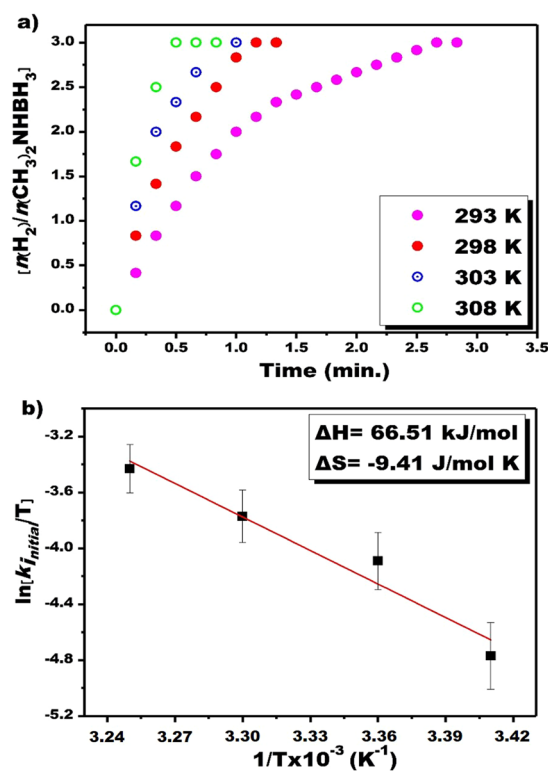 a)
3.0
2.5
2.0
1.5
1.0
0.5
0.0
[n(H₂)/n(CH₃)₂NHBH₃]
293 K
298 K
303 K
308 K
0.0 0.5 1.0 1.5 2.0 2.5 3.0 3.5
Time (min.)
b)
ΔH= 66.51 kJ/mol
ΔS= -9.41 J/mol K
-3.2
-3.6
-4.0
-4.4
-4.8
-5.2
ln[kinitia/T]
3.24 3.27 3.30 3.33 3.36 3.39 3.42
1/Tx10⁻³ (K⁻¹)